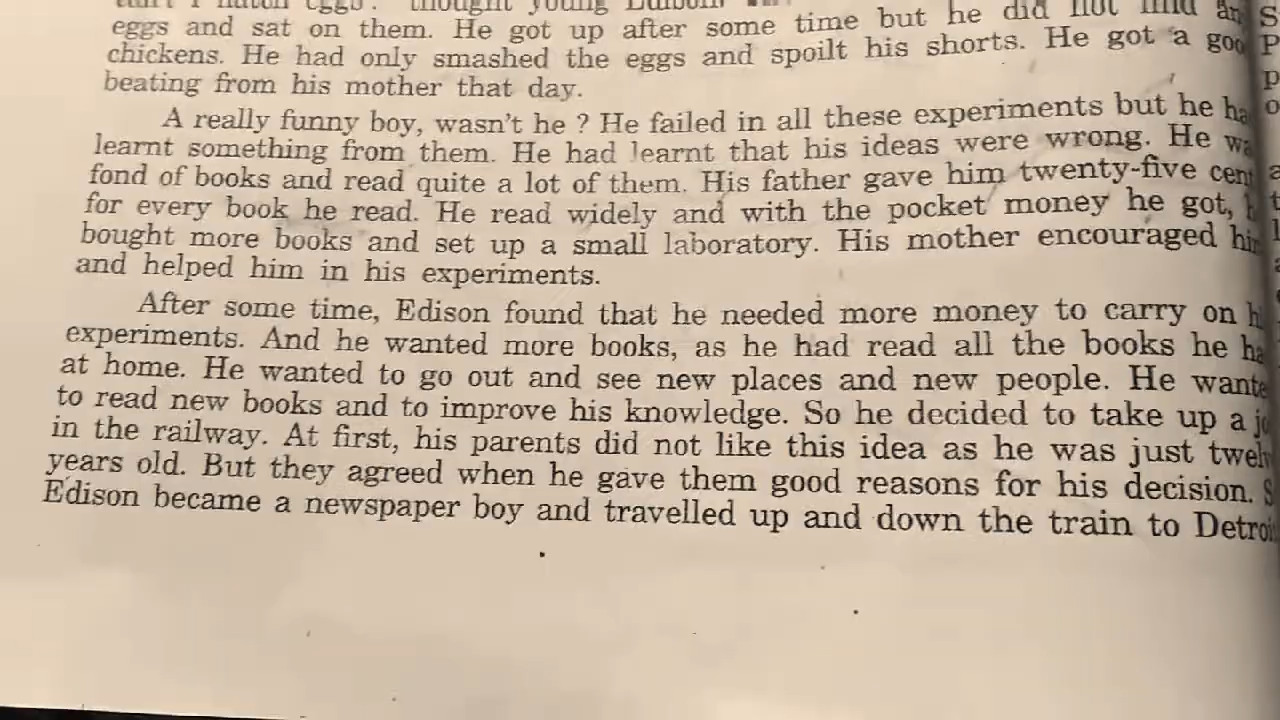 eggs and sat on them. He got up after some time but he did not find
chickens. He had only smashed the eggs and spoilt his shorts. He got a
beating from his mother that day.
A really funny boy, wasn't he ? He failed in all these experiments but he
learnt something from them. He had learnt that his ideas were wrong. He
fond of books and read quite a lot of them. His father gave him twenty-five
for every book he read. He read widely and with the pocket money he got,
bought more books and set up a small laboratory. His mother encouraged
and helped him in his experiments.
After some time, Edison found that he needed more money to carry on
experiments. And he wanted more books, as he had read all the books he
at home. He wanted to go out and see new places and new people. He
to read new books and to improve his knowledge. So he decided to take up a
in the railway. At first, his parents did not like this idea as he was just
years old. But they agreed when he gave them good reasons for his decision.
Edison became a newspaper boy and travelled up and down the train to